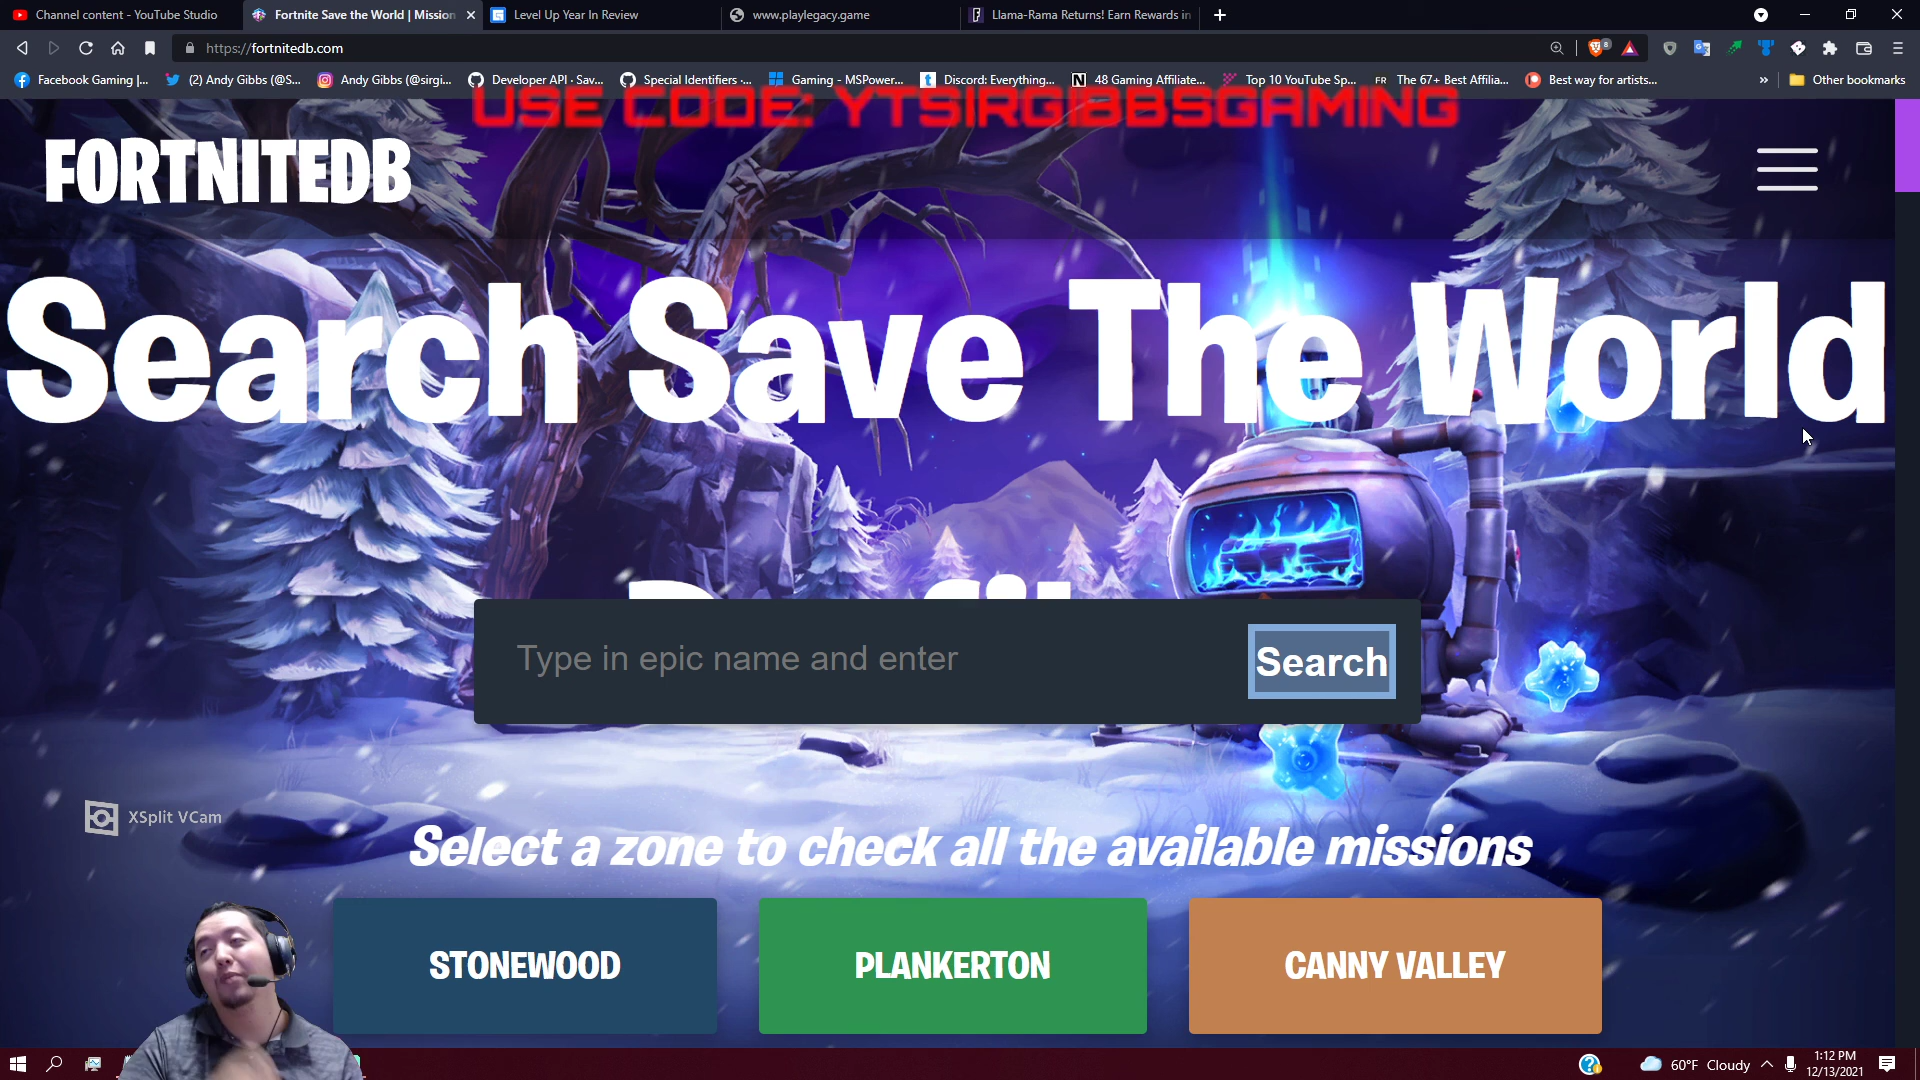 Channel content - YouTube Studio
Fortnite Save the World | Mission
Level Up Year In Review
www.playlegacy.game
Llama-Rama Returns! Earn Rewards in
https://fortnitedb.com
8
Facebook Gaming |...
(2) Andy Gibbs (@S...
Andy Gibbs (@sirgi...
Developer API · Sav...
Special Identifiers ·...
Gaming - MSPower...
Discord: Everything...
48 Gaming Affiliate...
Top 10 YouTube Sp...
FR The 67+ Best Affilia...
Best way for artists...
»
Other bookmarks
USE CODE: YTSIRGIBBSGAMING
FORTNITEDB
Search Save The World
Type in epic name and enter
Search
XSplit VCam
Select a zone to check all the available missions
STONEWOOD
PLANKERTON
CANNY VALLEY
60°F Cloudy
1:12 PM
12/13/2021